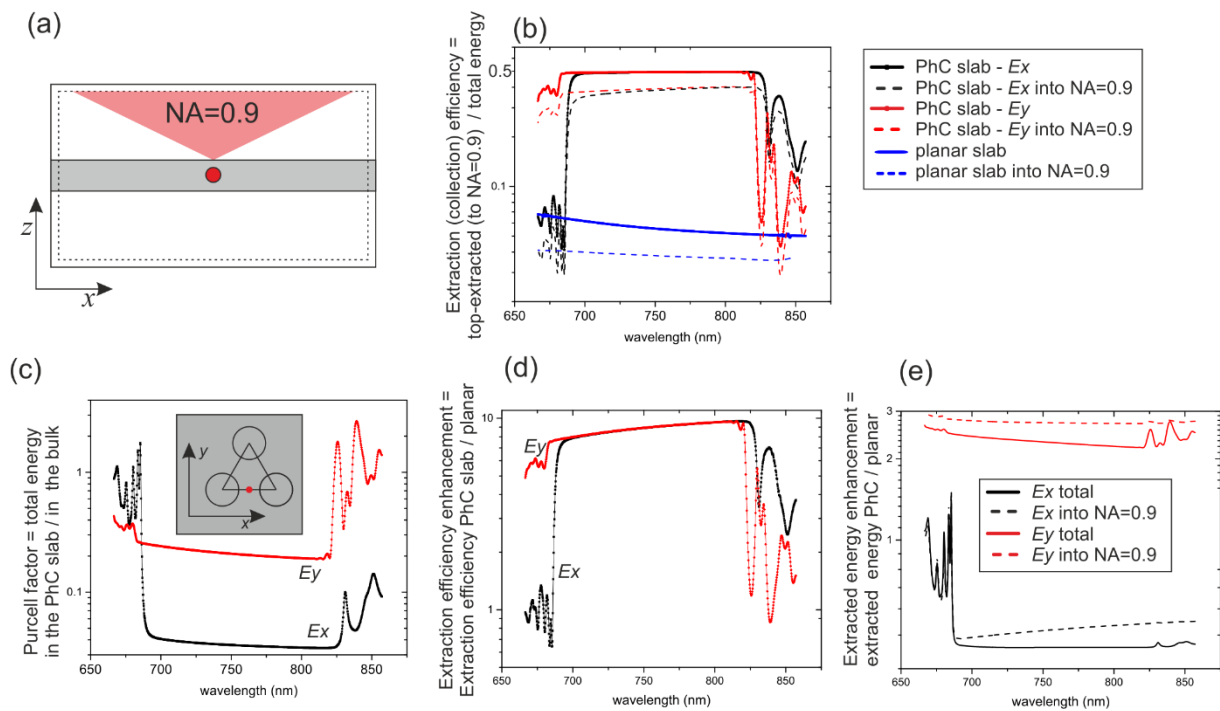 (a)
NA=0.9
z
x
(b)
Extraction (collection) efficiency =
top-extracted (to NA=0.9) / total energy
0.5
0.1
650
700
750
800
850
wavelength (nm)
PhC slab - Ex
PhC slab - Ex into NA=0.9
PhC slab - Ey
PhC slab - Ey into NA=0.9
planar slab
planar slab into NA=0.9
(c)
Purcell factor = total energy
in the PhC slab / in the bulk
1
0.1
y
x
Ey
Ex
650
700
750
800
850
wavelength (nm)
(d)
Extraction efficiency enhancement =
Extraction efficiency PhC slab / planar
10
1
Ey
Ex
650
700
750
800
850
wavelength (nm)
(e)
Extracted energy enhancement =
extracted energy PhC / planar
3
1
Ex total
Ex into NA=0.9
Ey total
Ey into NA=0.9
650
700
750
800
850
wavelength (nm)